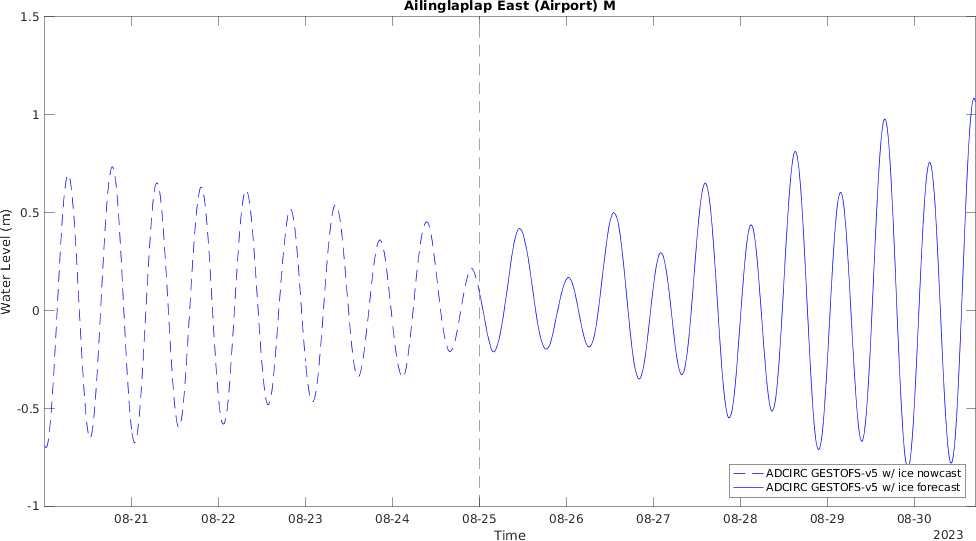 Ailinglaplap East (Airport) M
1.5
1
0.5
0
-0.5
-1
Water Level (m)
ADCIRC GESTOFS-v5 w/ ice nowcast
ADCIRC GESTOFS-v5 w/ ice forecast
08-21 08-22 08-23 08-24 08-25 08-26 08-27 08-28 08-29 08-30
Time
2023